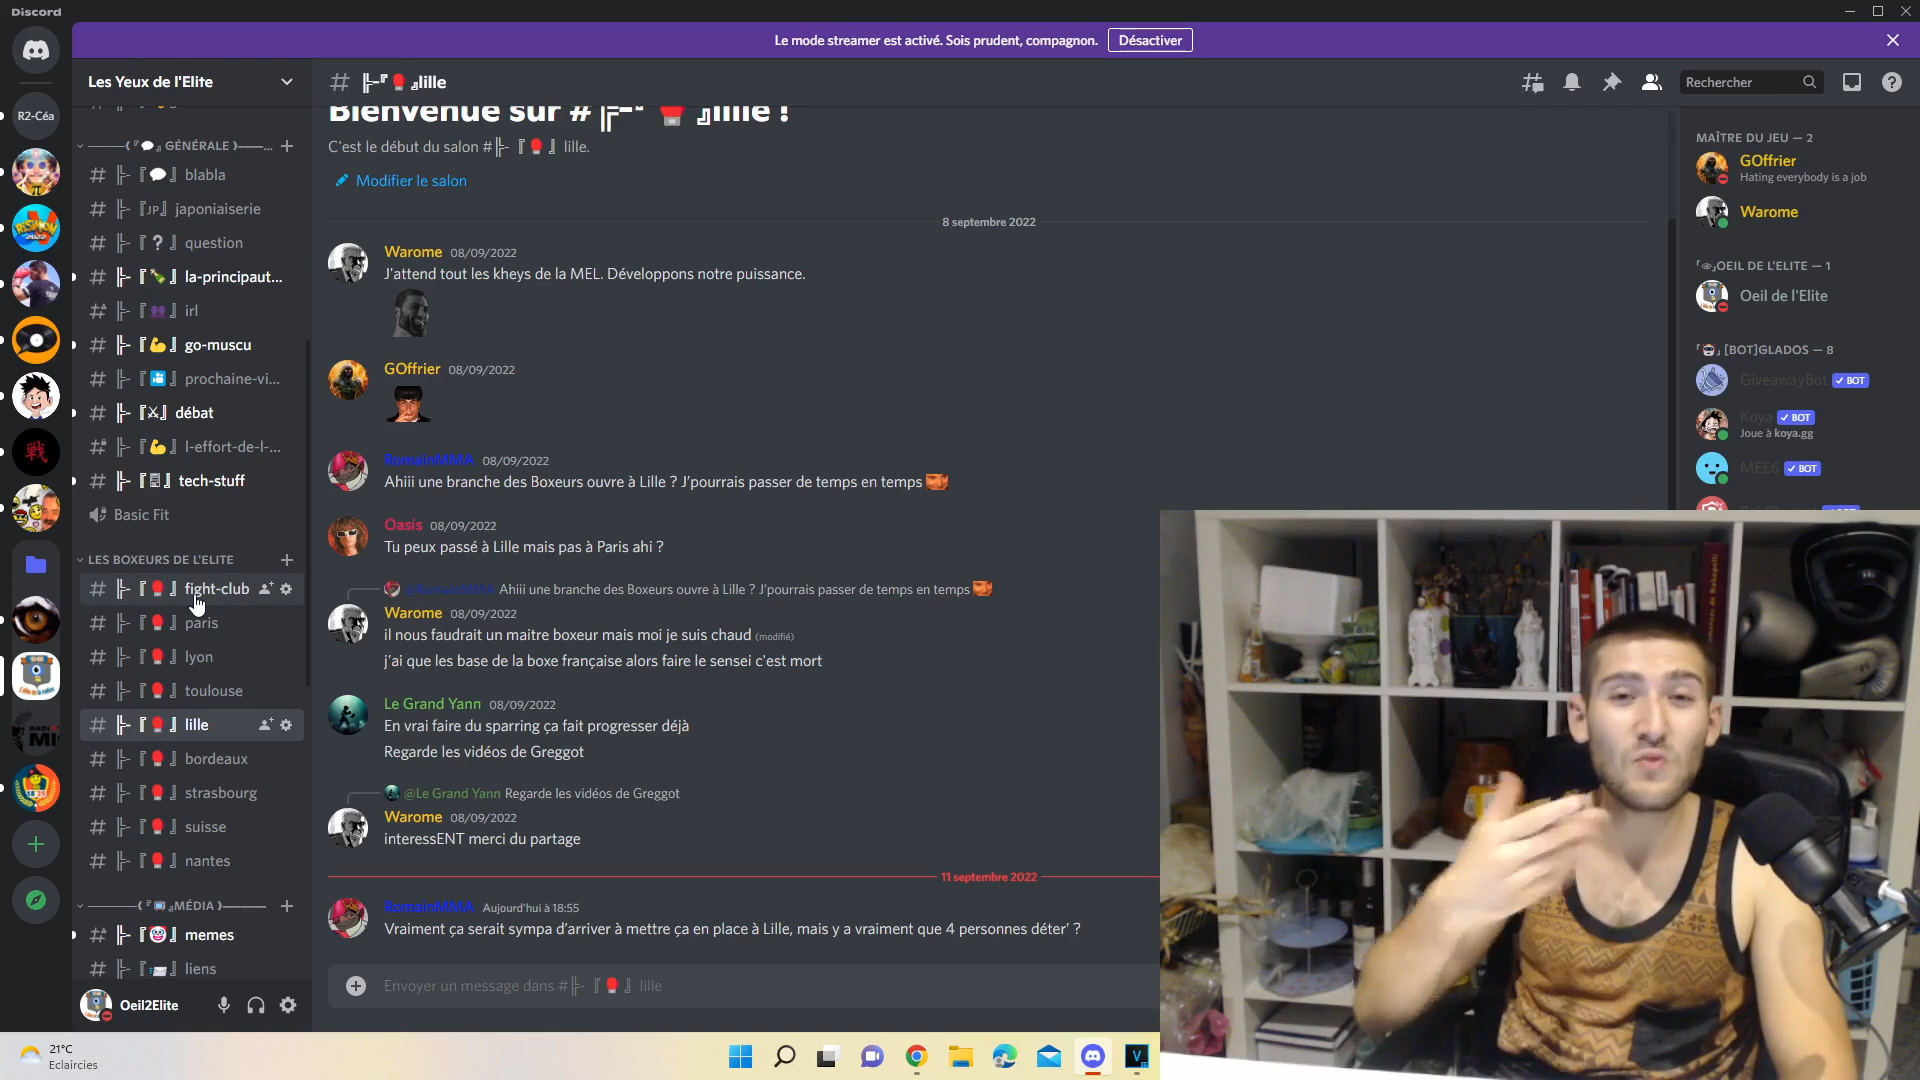 Discord
Le mode streamer est activé. Sois prudent, compagnon.
Désactiver
Les Yeux de l'Elite
R2-Céa
GÉNÉRALE
blabla
japoniaiserie
question
la-principaut...
irl
go-muscu
prochaine-vi...
débat
l-effort-de-l-...
tech-stuff
Basic Fit
LES BOXEURS DE L'ELITE
fight-club
paris
lyon
toulouse
lille
bordeaux
strasbourg
suisse
nantes
MÉDIA
memes
liens
Oeil2Elite
lille
Bienvenue sur # lille !
C'est le début du salon # lille.
Modifier le salon
8 septembre 2022
Warome 08/09/2022
J'attend tout les kheys de la MEL. Développons notre puissance.
GOffrier 08/09/2022
RomainMMA 08/09/2022
Ahiii une branche des Boxeurs ouvre à Lille ? J'pourrais passer de temps en temps
Oasis 08/09/2022
Tu peux passé à Lille mais pas à Paris ahi ?
@RomainMMA Ahiii une branche des Boxeurs ouvre à Lille ? J'pourrais passer de temps en temps
Warome 08/09/2022
il nous faudrait un maitre boxeur mais moi je suis chaud (modifié)
j'ai que les base de la boxe française alors faire le sensei c'est mort
Le Grand Yann 08/09/2022
En vrai faire du sparring ça fait progresser déjà
Regarde les vidéos de Greggot
@Le Grand Yann Regarde les vidéos de Greggot
Warome 08/09/2022
interessENT merci du partage
11 septembre 2022
RomainMMA Aujourd'hui à 18:55
Vraiment ça serait sympa d'arriver à mettre ça en place à Lille, mais y a vraiment que 4 personnes déter' ?
Envoyer un message dans # lille
Rechercher
MAÎTRE DU JEU — 2
GOffrier
Hating everybody is a job
Warome
OEIL DE L'ELITE — 1
Oeil de l'Elite
[BOT]GLADOS — 8
GiveawayBot BOT
Koya BOT
Joue à koya.gg
MEE6 BOT
21°C
Eclaircies